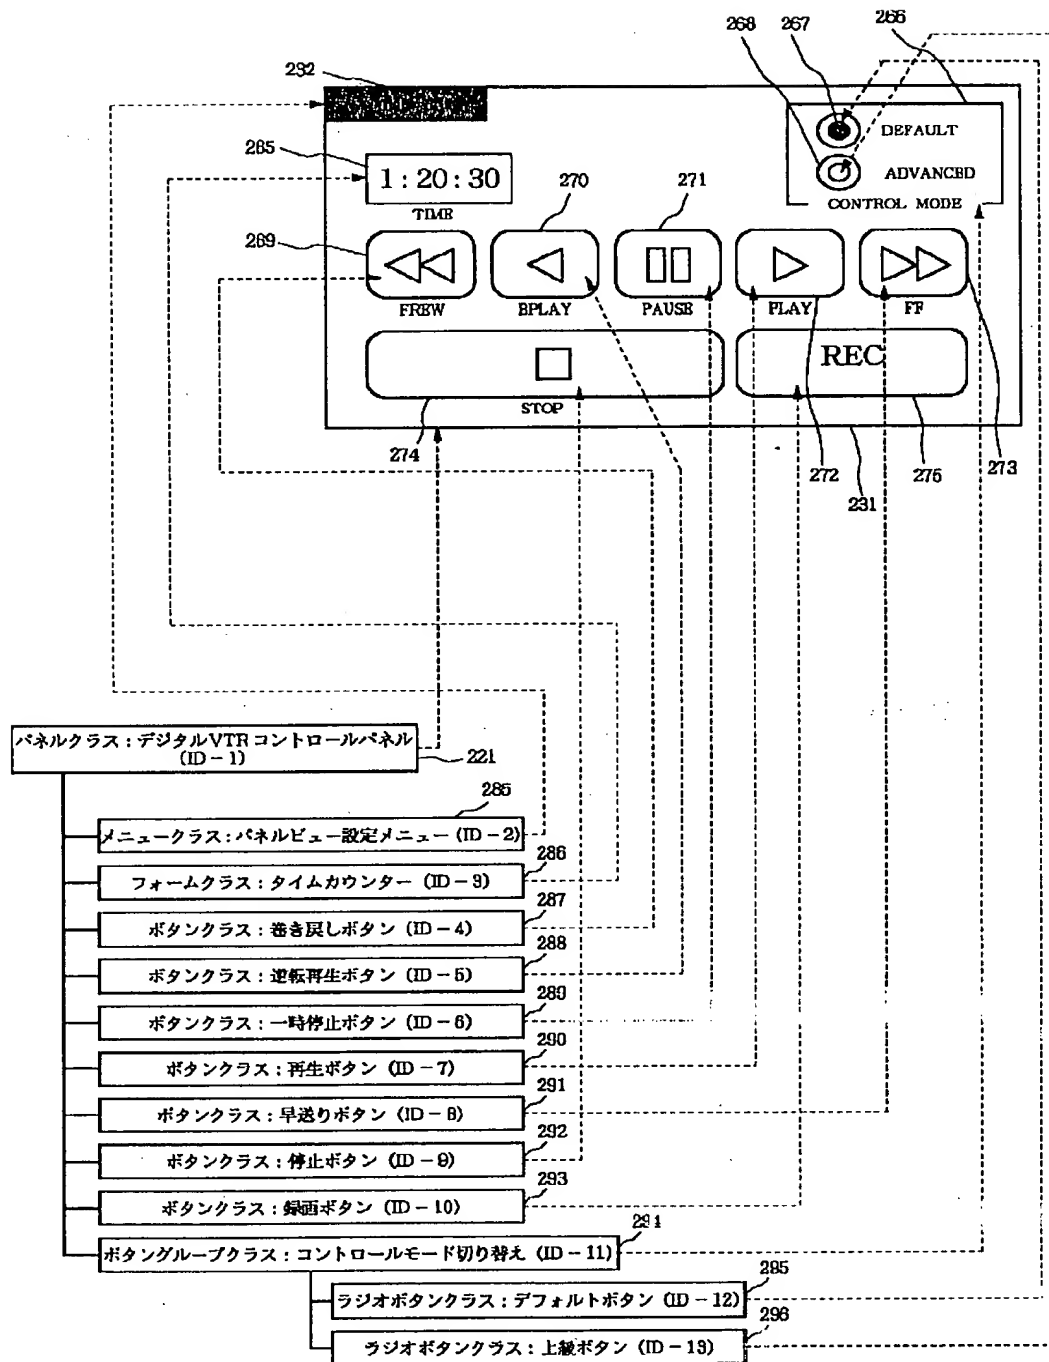 268
267
266
232
DEFAULT
265
1:20:30
270
271
ADVANCED
TIME
CONTROL MODE
269
FREW
BPLAY
PAUSE
PLAY
FF
REC
STOP
274
272
275
273
231
パネルクラス:デジタルVTRコントロールパネル
(ID-1)
221
285
メニュークラス:パネルビュー設定メニュー (ID-2)
286
フォームクラス:タイムカウンター (ID-3)
287
ボタンクラス:巻き戻しボタン (ID-4)
288
ボタンクラス:逆転再生ボタン (ID-5)
289
ボタンクラス:一時停止ボタン (ID-6)
290
ボタンクラス:再生ボタン (ID-7)
291
ボタンクラス:早送りボタン (ID-8)
292
ボタンクラス:停止ボタン (ID-9)
293
ボタンクラス:録画ボタン (ID-10)
294
ボタングループクラス:コントロールモード切り替え (ID-11)
295
ラジオボタンクラス:デフォルトボタン (ID-12)
296
ラジオボタンクラス:上級ボタン (ID-13)